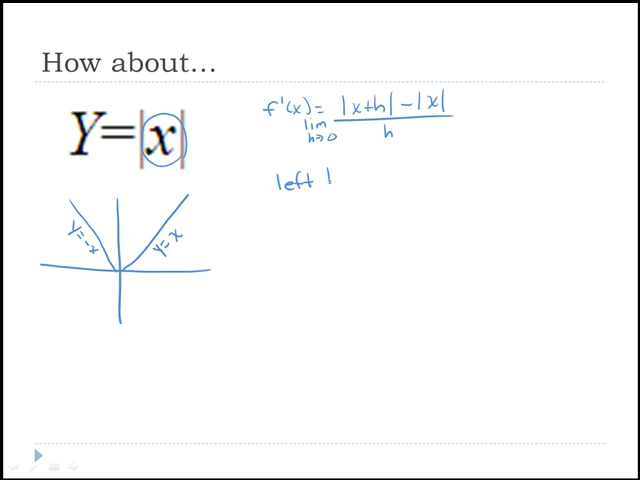 How about…
Y=|x|
f'(x) = |x+h| - |x|
lim
h→0
h
left l
y=-x
y=x